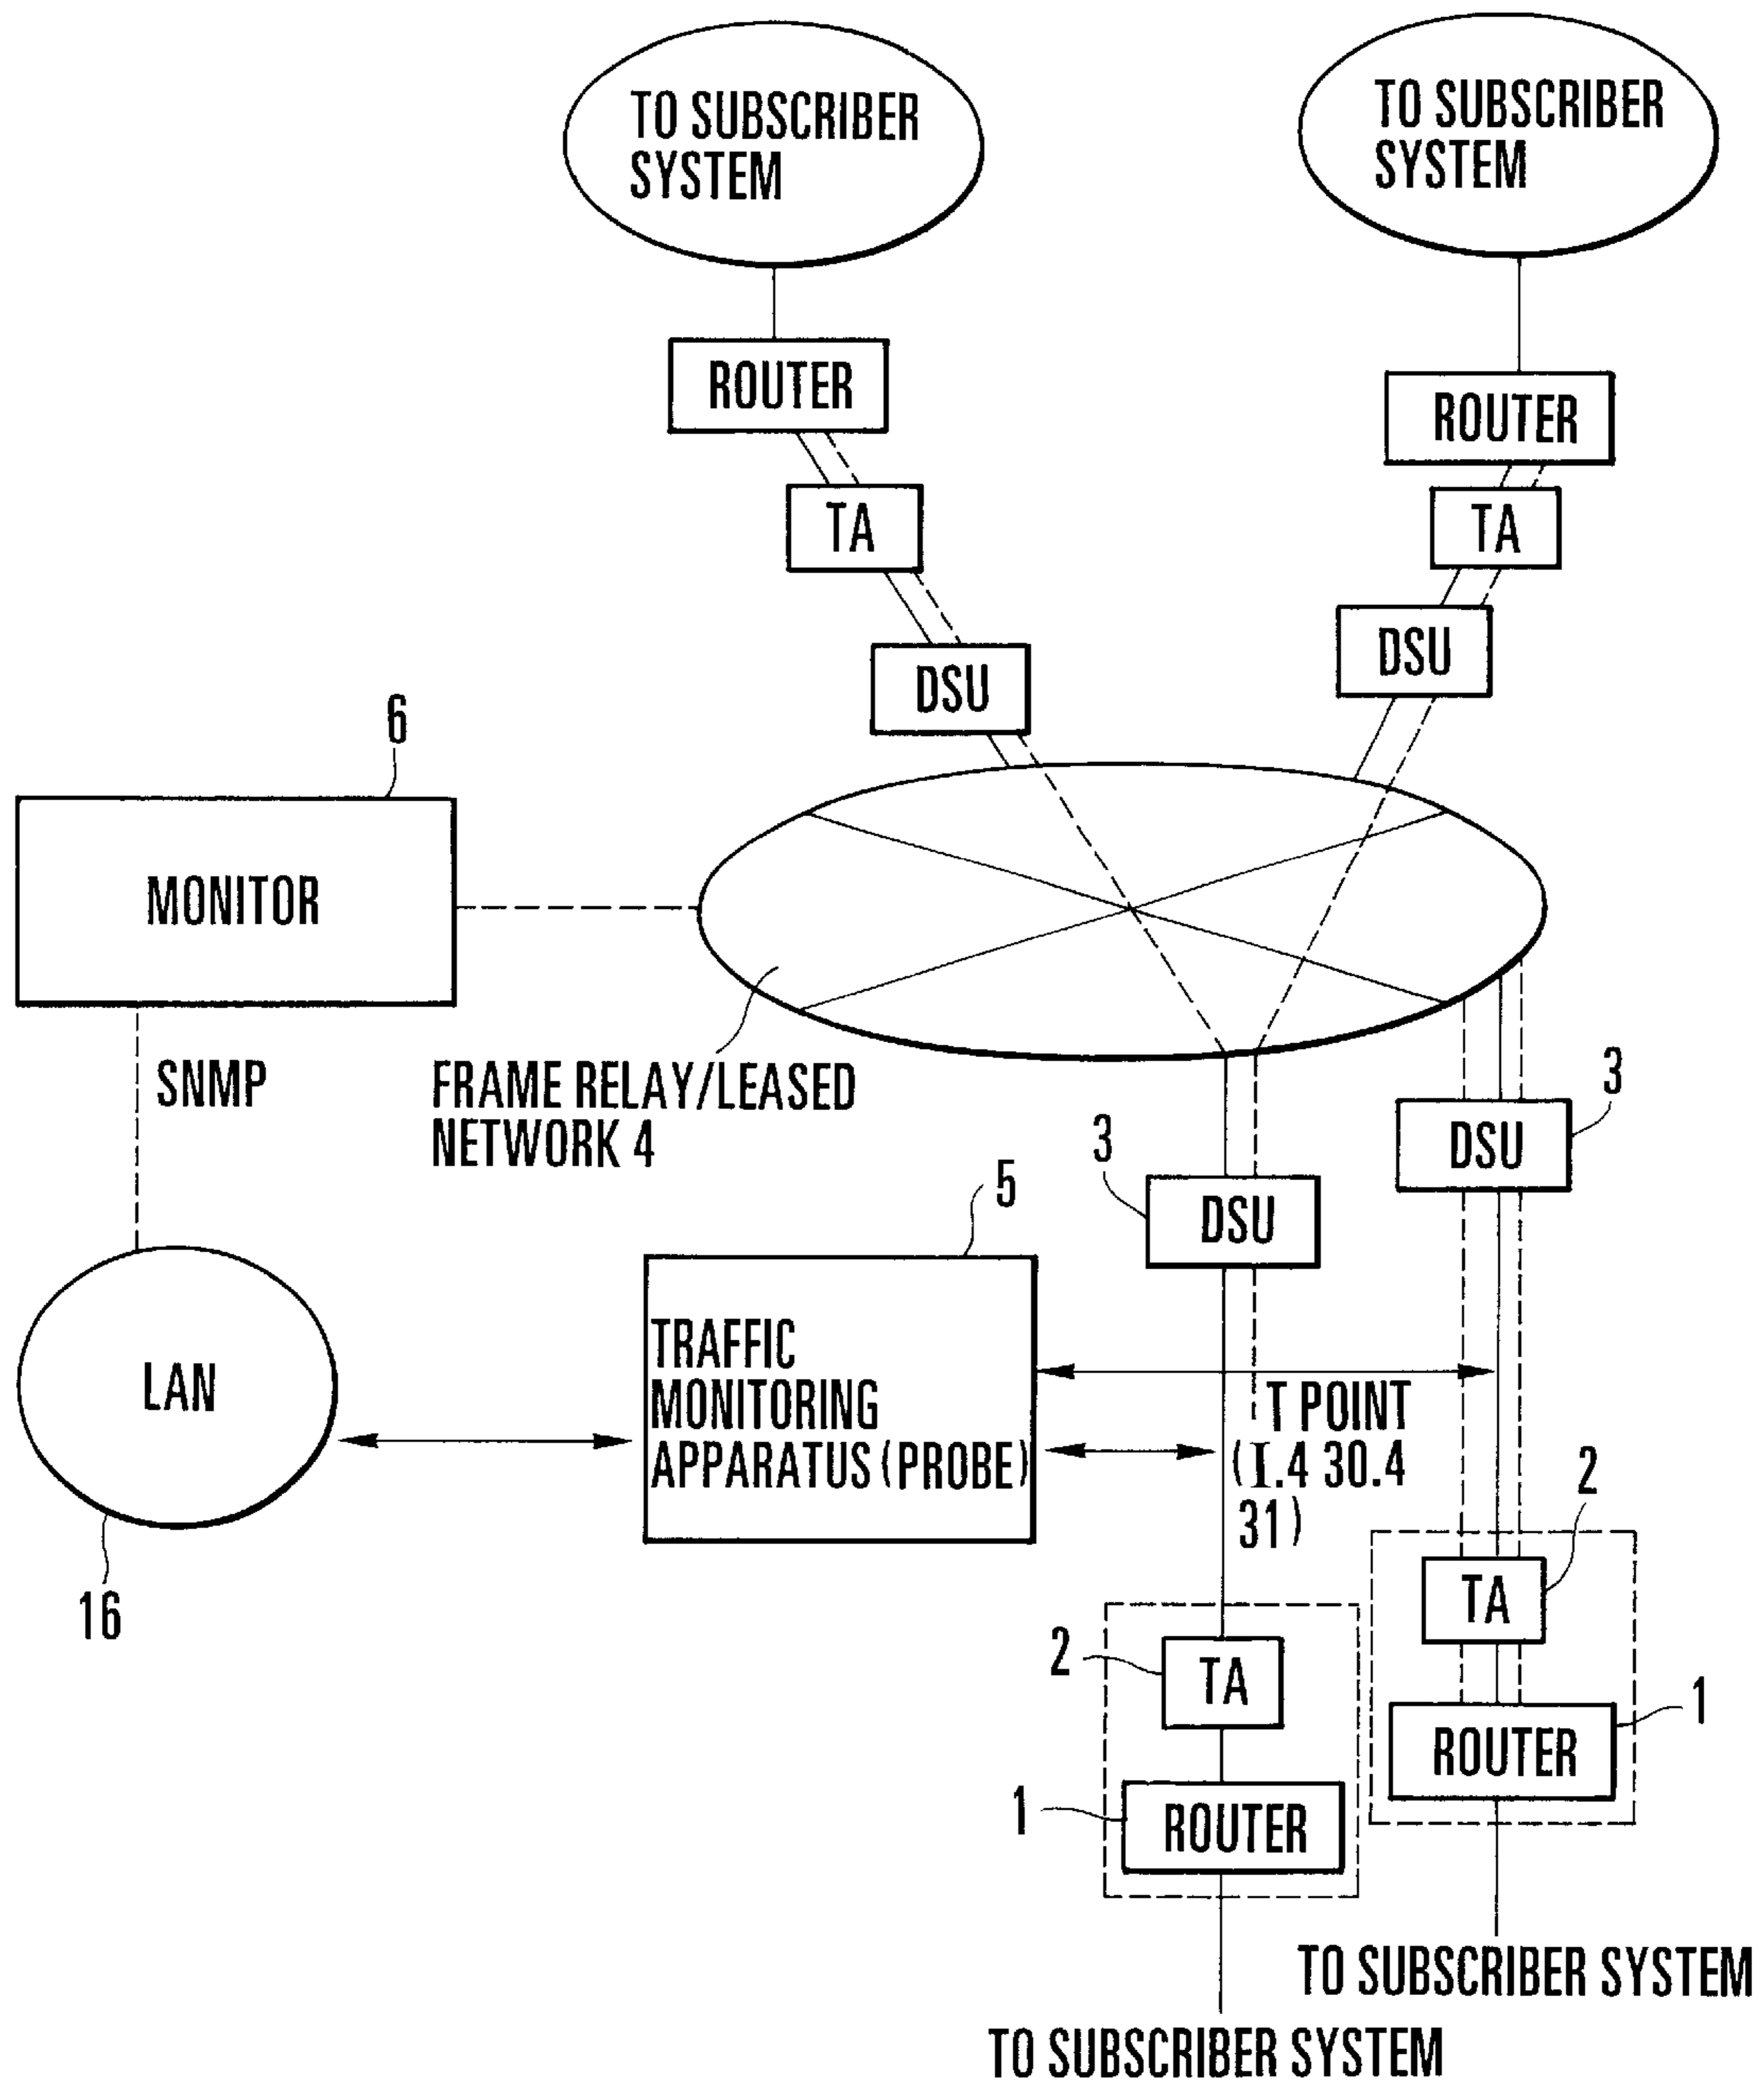 TO SUBSCRIBER
SYSTEM
TO SUBSCRIBER
SYSTEM
ROUTER
ROUTER
TA
TA
DSU
DSU
6
MONITOR
SNMP
FRAME RELAY/LEASED
NETWORK 4
3
DSU
3
DSU
5
TRAFFIC
MONITORING
APPARATUS (PROBE)
LAN
16
T POINT
(I.4 30.4
31)
2
TA
2
TA
1
ROUTER
1
ROUTER
TO SUBSCRIBER SYSTEM
TO SUBSCRIBER SYSTEM